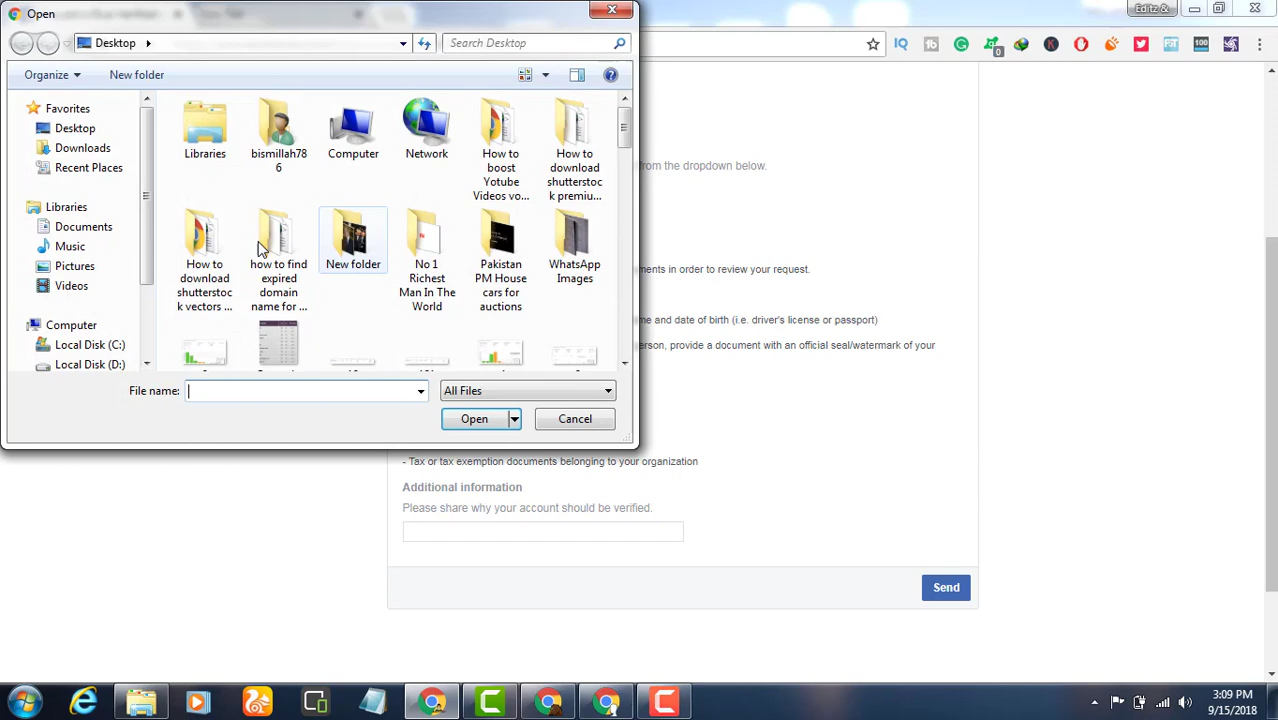 Open
Editz &
Desktop
Search Desktop
Organize
New folder
0
100
Favorites
Desktop
Downloads
Recent Places
Libraries
Documents
Music
Pictures
Videos
Computer
Local Disk (C:)
Local Disk (D:)
Libraries
bismillah78
6
Computer
Network
How to
boost
Yotube
Videos vo...
How to
download
shutterstoc
k premiu...
How to
download
shutterstoc
k vectors ...
how to find
expired
domain
name for ...
New folder
No 1
Richest
Man In The
World
Pakistan
PM House
cars for
auctions
WhatsApp
Images
File name:
All Files
Open
Cancel
from the dropdown below.
ments in order to review your request.
me and date of birth (i.e. driver's license or passport)
erson, provide a document with an official seal/watermark of your
- Tax or tax exemption documents belonging to your organization
Additional information
Please share why your account should be verified.
Send
3:09 PM
9/15/2018